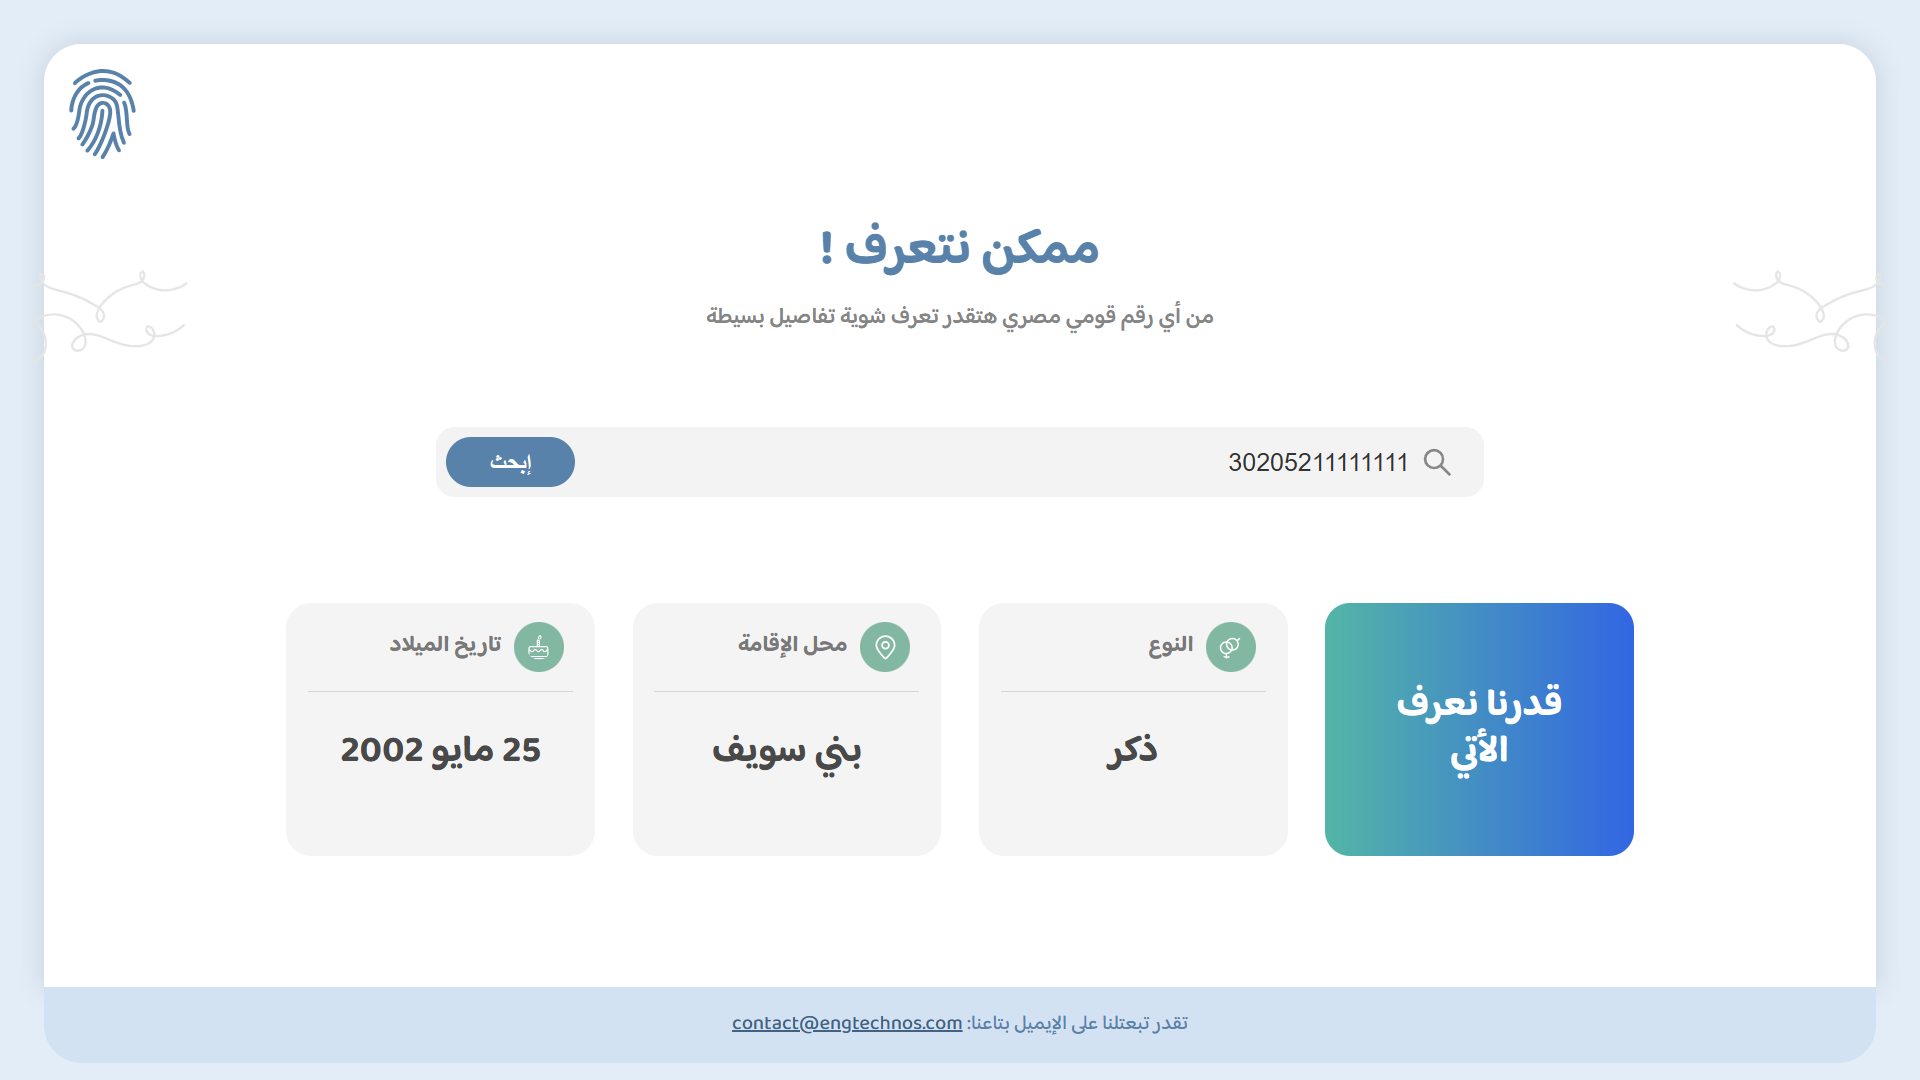 ممكن نتعرف !
من أي رقم قومي مصري هتقدر تعرف شوية تفاصيل بسيطة
30205211111111
إبحث
قدرنا نعرف
الأتي
النوع
ذكر
محل الإقامة
بني سويف
تاريخ الميلاد
25 مايو 2002
تقدر تبعتلنا على الإيميل بتاعنا: contact@engtechnos.com